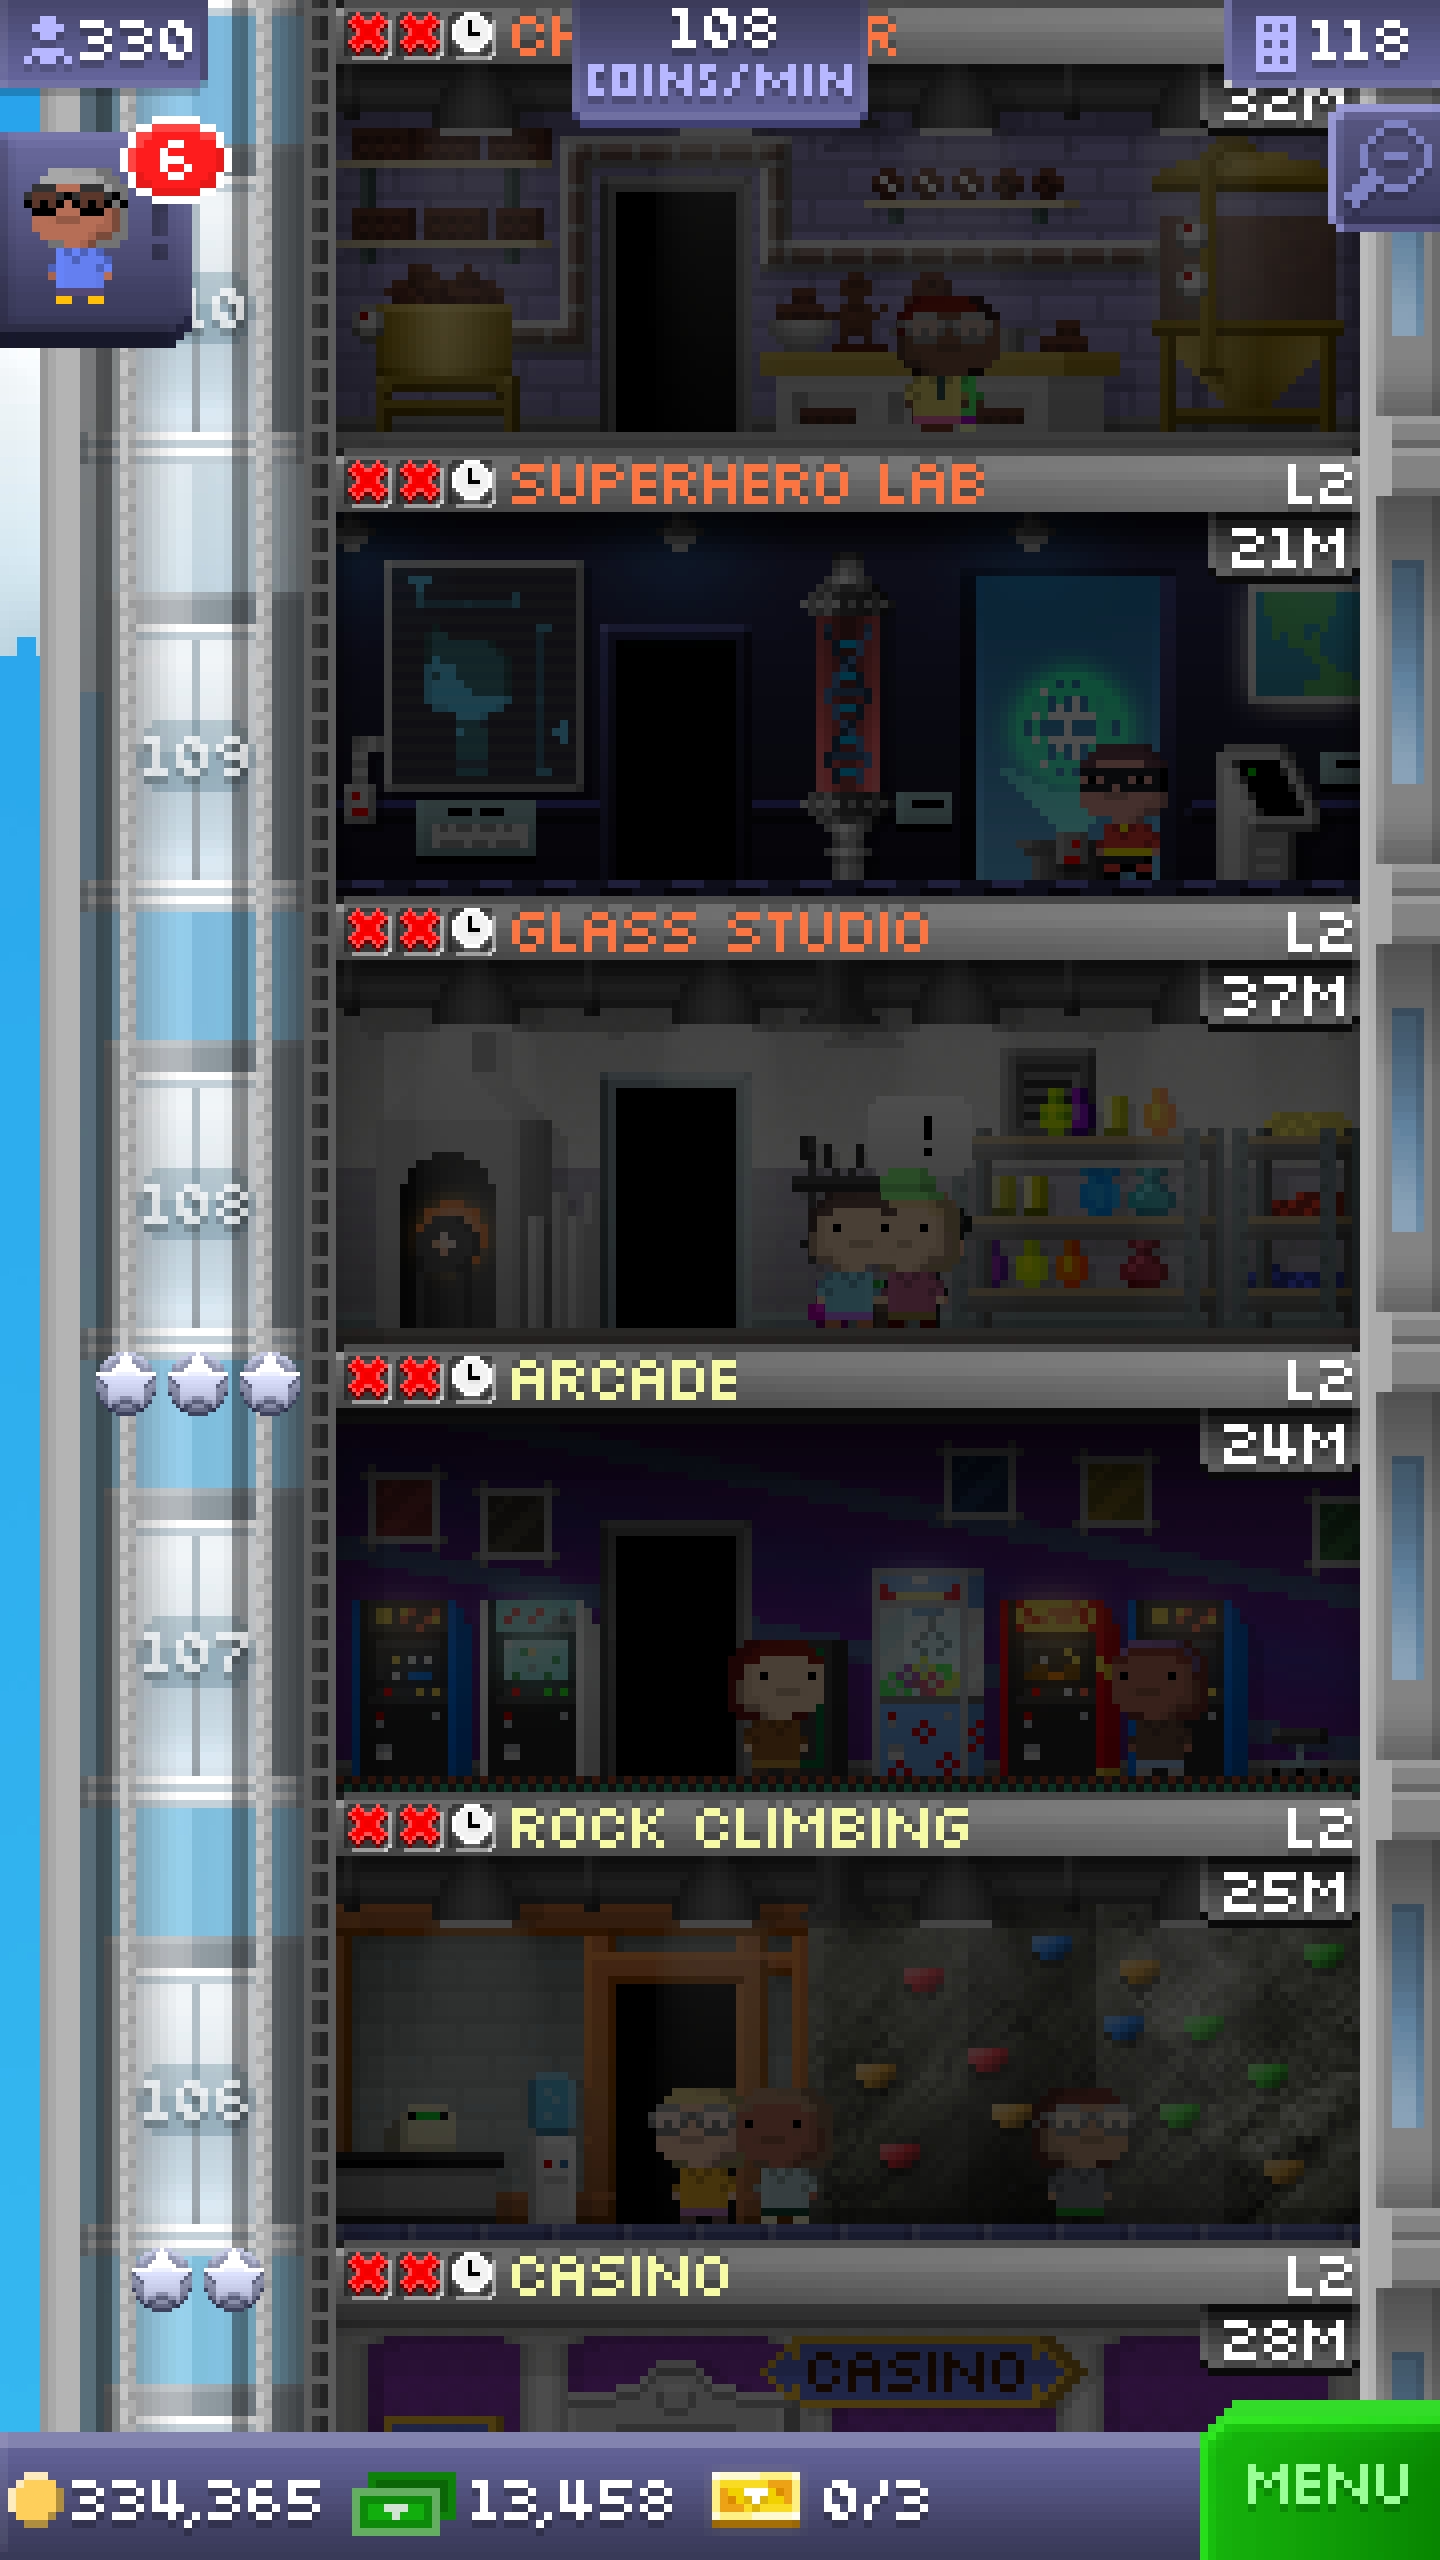 330
108
COINS/MIN
118
CH
R
32M
6
10
SUPERHERO LAB L2
21M
109
GLASS STUDIO L2
37M
!
108
ARCADE L2
24M
107
ROCK CLIMBING L2
25M
106
CASINO L2
28M
CASINO
334,365 13,458 0/3
MENU